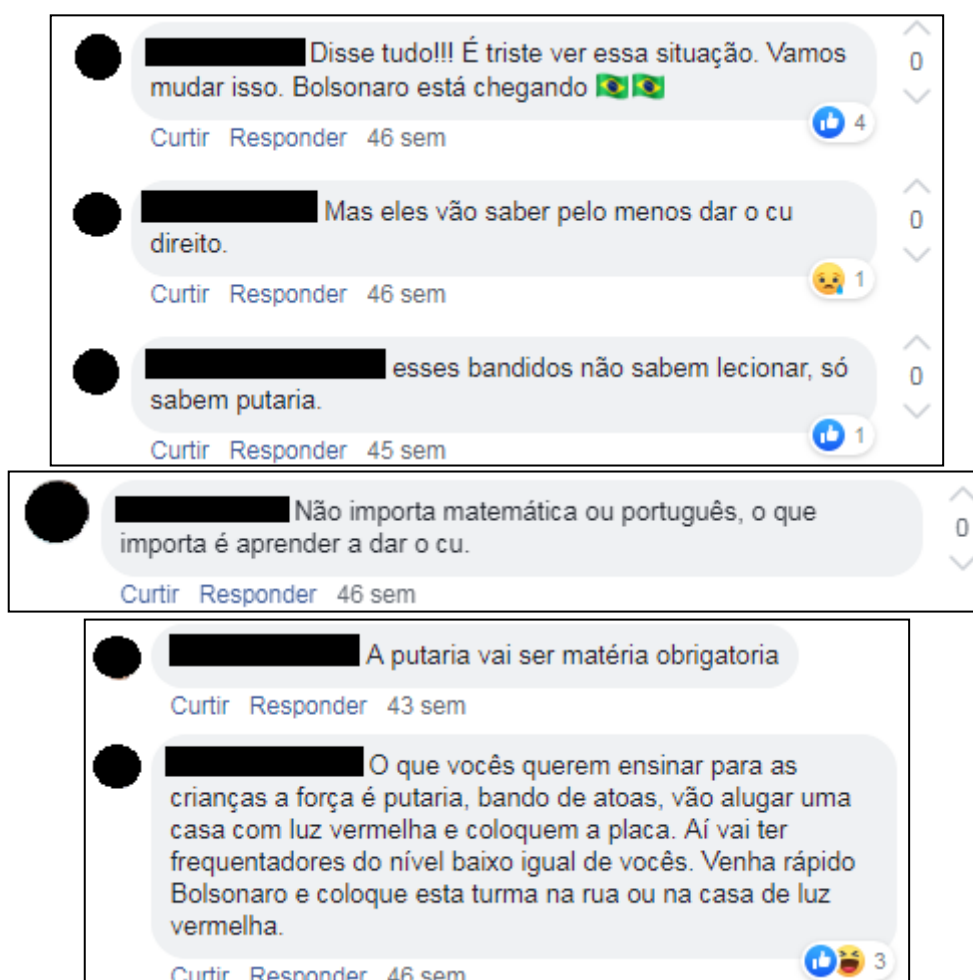 Disse tudo!!! É triste ver essa situação. Vamos
mudar isso. Bolsonaro está chegando 🇧🇷🇧🇷
0
4
Curtir Responder 46 sem
Mas eles vão saber pelo menos dar o cu
direito.
0
1
Curtir Responder 46 sem
esses bandidos não sabem lecionar, só
sabem putaria.
0
1
Curtir Responder 45 sem
Não importa matemática ou português, o que
importa é aprender a dar o cu.
0
Curtir Responder 46 sem
A putaria vai ser matéria obrigatoria
Curtir Responder 43 sem
O que vocês querem ensinar para as
crianças a força é putaria, bando de atoas, vão alugar uma
casa com luz vermelha e coloquem a placa. Aí vai ter
frequentadores do nível baixo igual de vocês. Venha rápido
Bolsonaro e coloque esta turma na rua ou na casa de luz
vermelha.
3
Curtir Responder 46 sem